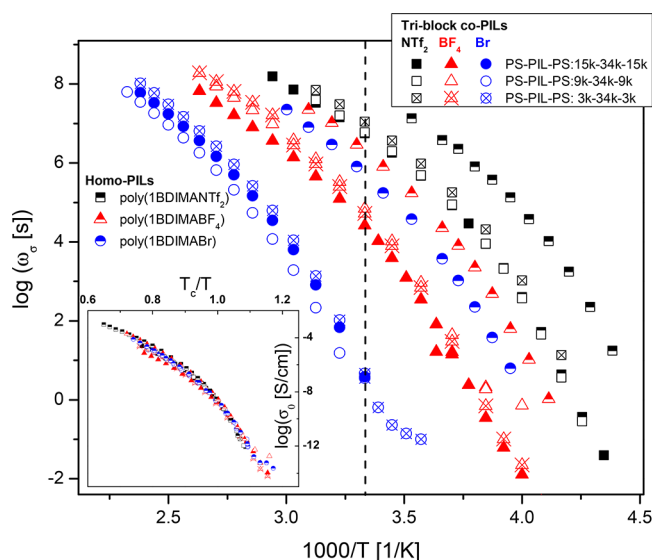 Tri-block co-PILs
NTf2 BF4 Br
PS-PIL-PS:15k-34k-15k
PS-PIL-PS:9k-34k-9k
PS-PIL-PS: 3k-34k-3k
Homo-PILs
poly(1BDIMANTf2)
poly(1BDIMABF4)
poly(1BDIMABr)
Tc/T
0.6 0.8 1.0 1.2
-4
-8
-12
log(σ0 [S/cm])
8
6
4
2
0
-2
log (ωσ) [s]
2.5 3.0 3.5 4.0 4.5
1000/T [1/K]